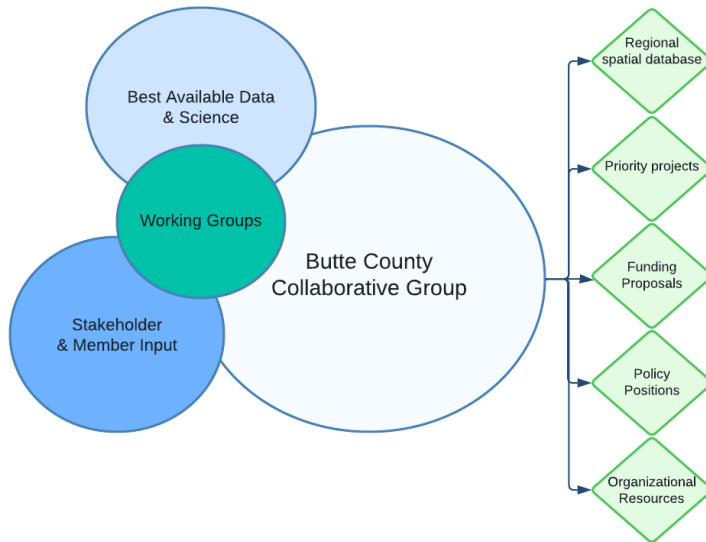 Best Available Data
& Science
Working Groups
Stakeholder
& Member Input
Butte County
Collaborative Group
Regional
spatial database
Priority projects
Funding
Proposals
Policy
Positions
Organizational
Resources